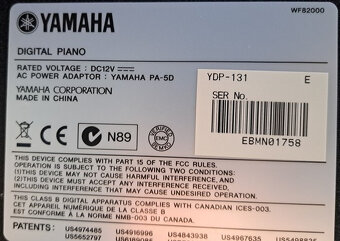 WF82000
YAMAHA
DIGITAL PIANO
RATED VOLTAGE : DC12V
AC POWER ADAPTOR : YAMAHA PA-5D
YAMAHA CORPORATION
MADE IN CHINA
YDP-131 E
SER No.
EBMN01758
CE N89
VERIFIED EMC
THIS DEVICE COMPLIES WITH PART 15 OF THE FCC RULES.
OPERATION IS SUBJECT TO THE FOLLOWING TWO CONDITIONS:
(1)THIS DEVICE MAY NOT CAUSE HARMFUL INTERFERENCE, AND
(2)THIS DEVICE MUST ACCEPT ANY INTERFERENCE RECEIVED,
INCLUDING INTERFERENCE THAT MAY CAUSE UNDESIRED OPERATION.
THIS CLASS B DIGITAL APPARATUS COMPLIES WITH CANADIAN ICES-003.
CET APPAREIL NUMÉRIQUE DE LA CLASSE B
EST CONFORME A LA NORME NMB-003 DU CANADA.
PATENTS: US4974485 US4916996 US4843938 US4967635
US5652797